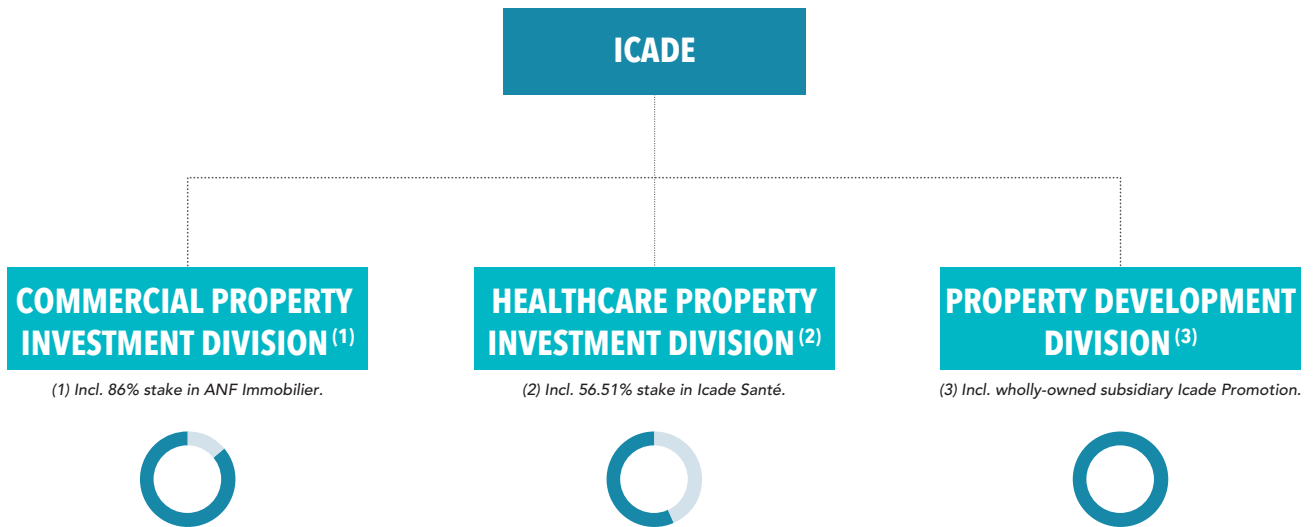 ICADE
COMMERCIAL PROPERTY
INVESTMENT DIVISION (1)
(1) Incl. 86% stake in ANF Immobilier.
HEALTHCARE PROPERTY
INVESTMENT DIVISION (2)
(2) Incl. 56.51% stake in Icade Santé.
PROPERTY DEVELOPMENT
DIVISION (3)
(3) Incl. wholly-owned subsidiary Icade Promotion.